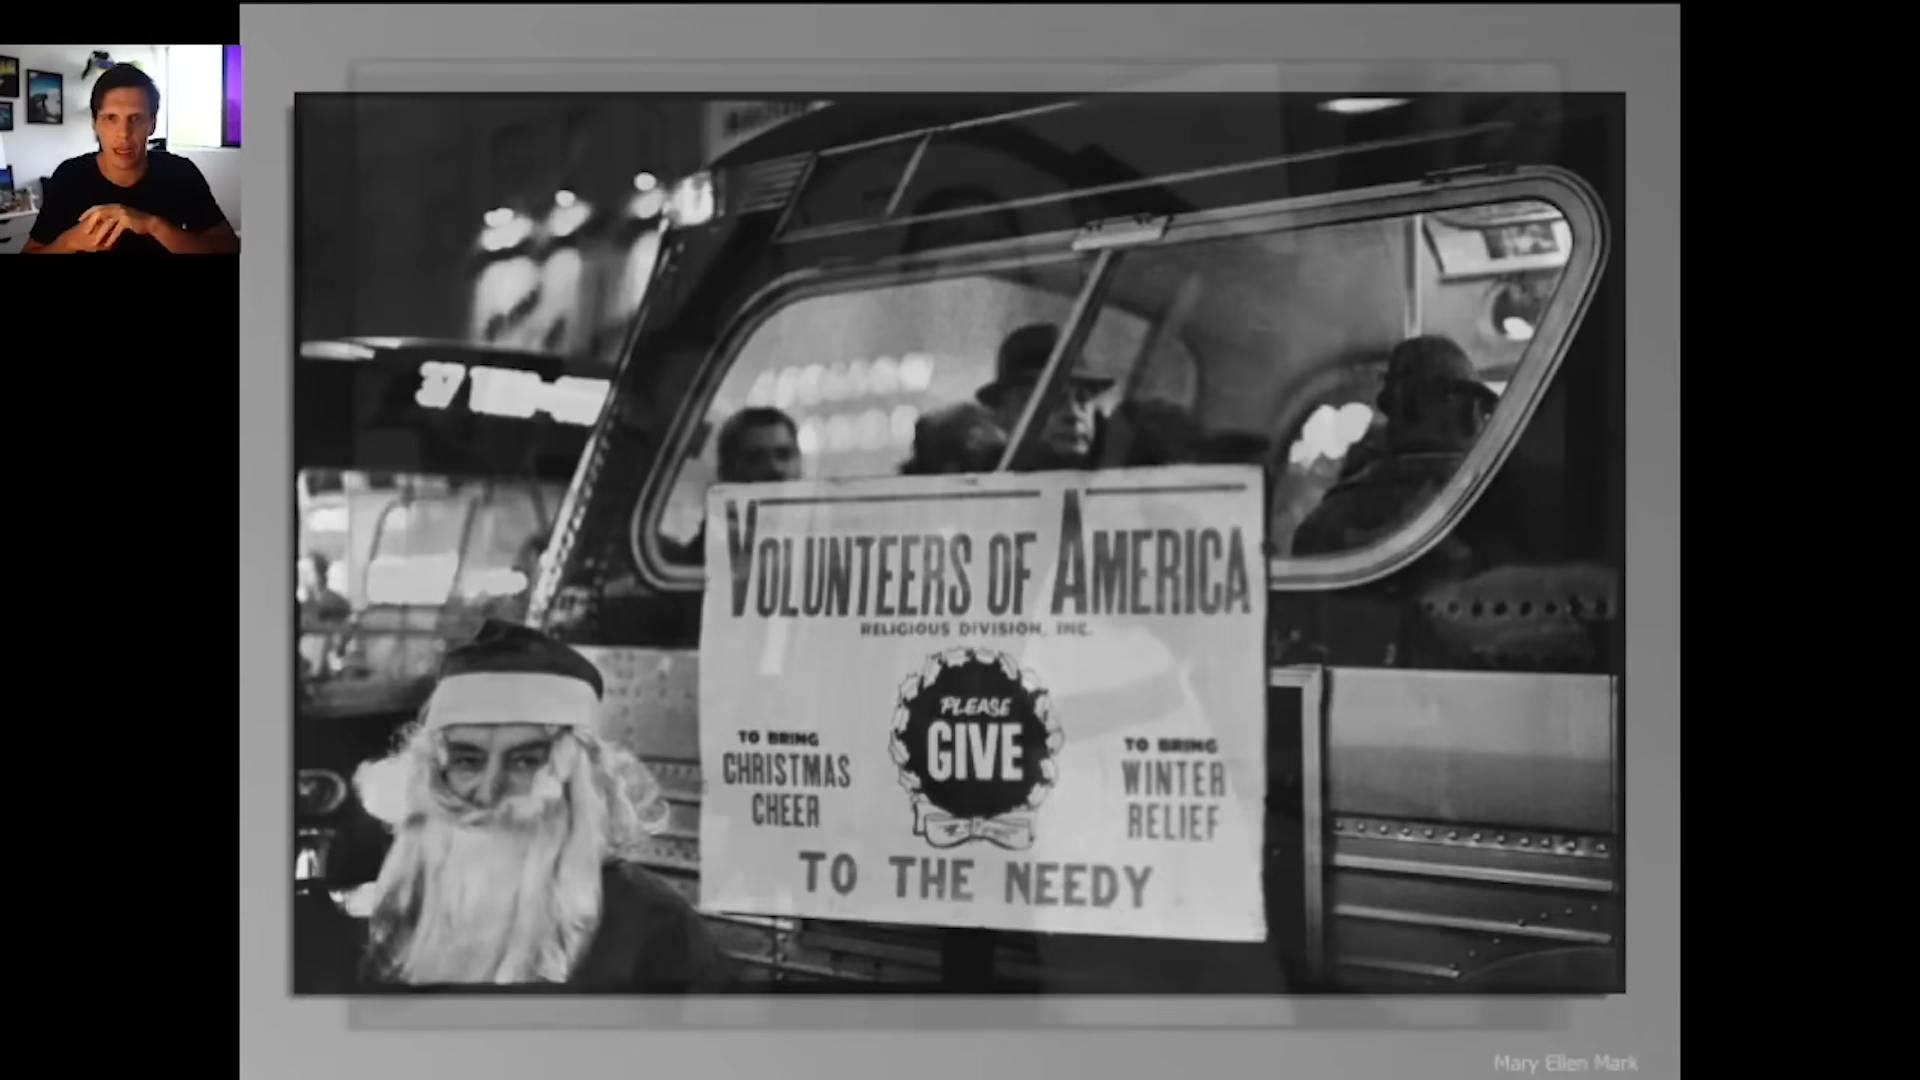 37
VOLUNTEERS OF AMERICA
RELIGIOUS DIVISION, INC.
PLEASE
GIVE
TO BRING
CHRISTMAS
CHEER
TO BRING
WINTER
RELIEF
TO THE NEEDY
Mary Ellen Mark